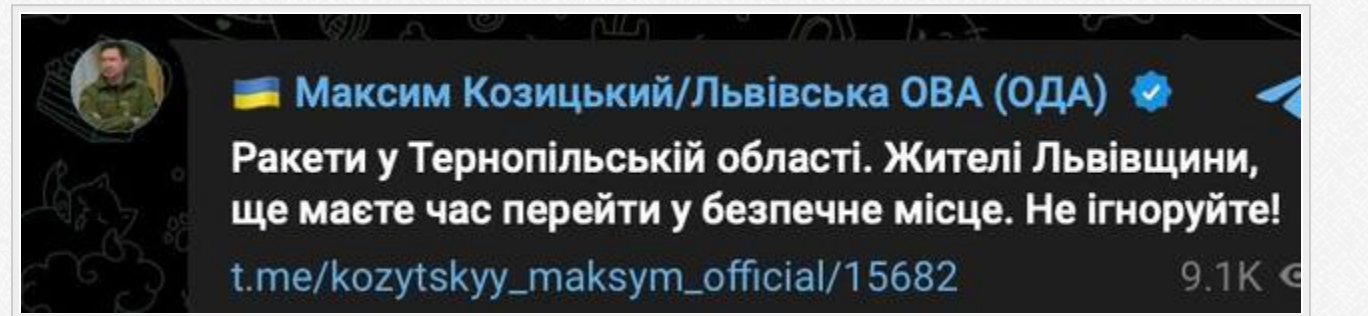 🇺🇦 Максим Козицький/Львівська ОВА (ОДА)
Ракети у Тернопільській області. Жителі Львівщини,
ще маєте час перейти у безпечне місце. Не ігноруйте!
t.me/kozytskyy_maksym_official/15682 9.1K